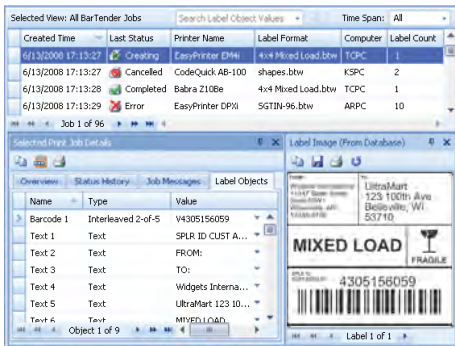 Selected View: All BarTender Jobs Search Label Object Values Time Span: All
Created Time Last Status Printer Name Label Format Computer Label Count
6/13/2008 17:13:27 Creating EasyPrinter EM4i 4x4 Mixed Load.btw TCPC 1
6/13/2008 17:13:27 Cancelled CodeQuick AB-100 shapes.btw KSPC 2
6/13/2008 17:13:28 Completed Babra Z10Be 4x4 Mixed Load.btw TCPC 1
6/13/2008 17:13:29 Error EasyPrinter DPXi SGTIN-96.btw ARPC 10
Job 1 of 96
Selected Print Job Details
Overview Status History Job Messages Label Objects
Name Type Value
Barcode 1 Interleaved 2-of-5 V4305156059
Text 1 Text SPLR ID CUST A...
Text 2 Text FROM:
Text 3 Text TO:
Text 4 Text Widgets Interna...
Text 5 Text UltraMart 123 10...
Text 6 Text MIXED LOAD
Object 1 of 9
Label Image (From Database)
UltraMart
123 100th Ave
Belleville, WI
53710
MIXED LOAD
FRAGILE
4305156059
Label 1 of 1